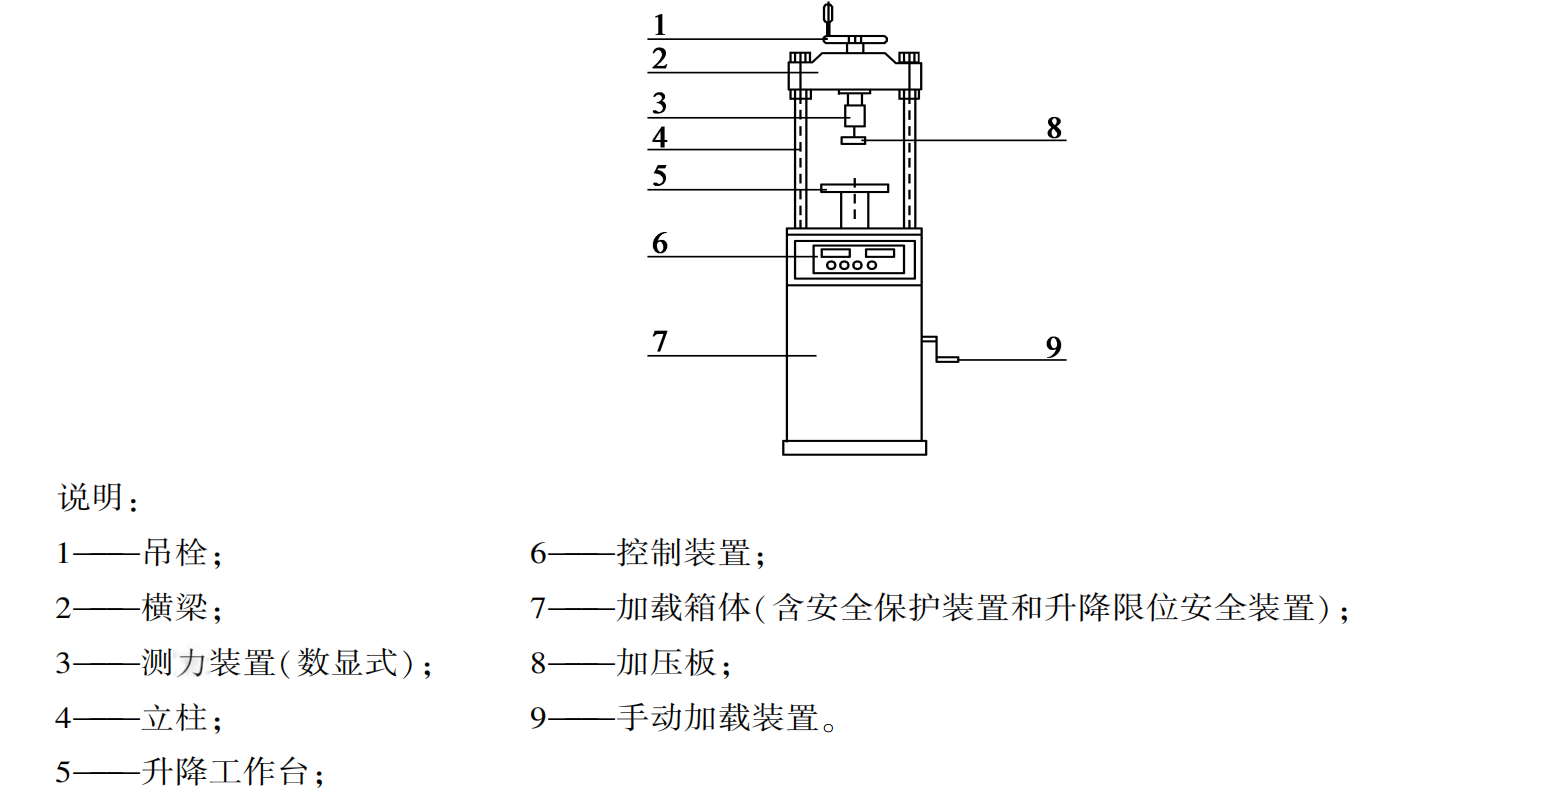 1
2
3
4
8
5
6
7
9
说明：
1——吊栓；
6——控制装置；
2——横梁；
7——加载箱体(含安全保护装置和升降限位安全装置)；
3——测力装置(数显式)；
8——加压板；
4——立柱；
9——手动加载装置。
5——升降工作台；